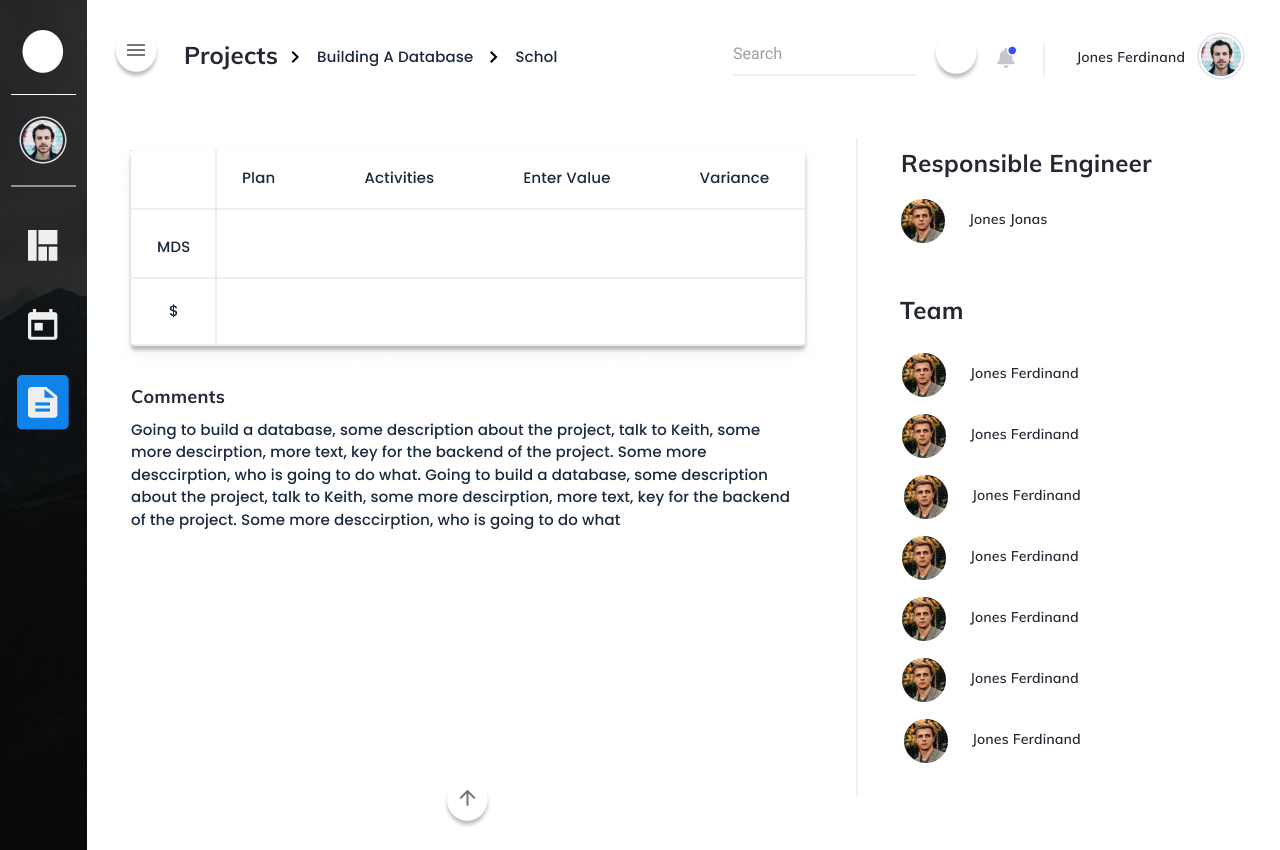 Projects > Building A Database > Schol
Search
Jones Ferdinand
Plan Activities Enter Value Variance
MDS
$
Comments
Going to build a database, some description about the project, talk to Keith, some
more descirption, more text, key for the backend of the project. Some more
desccirption, who is going to do what. Going to build a database, some description
about the project, talk to Keith, some more descirption, more text, key for the backend
of the project. Some more desccirption, who is going to do what
Responsible Engineer
Jones Jonas
Team
Jones Ferdinand
Jones Ferdinand
Jones Ferdinand
Jones Ferdinand
Jones Ferdinand
Jones Ferdinand
Jones Ferdinand